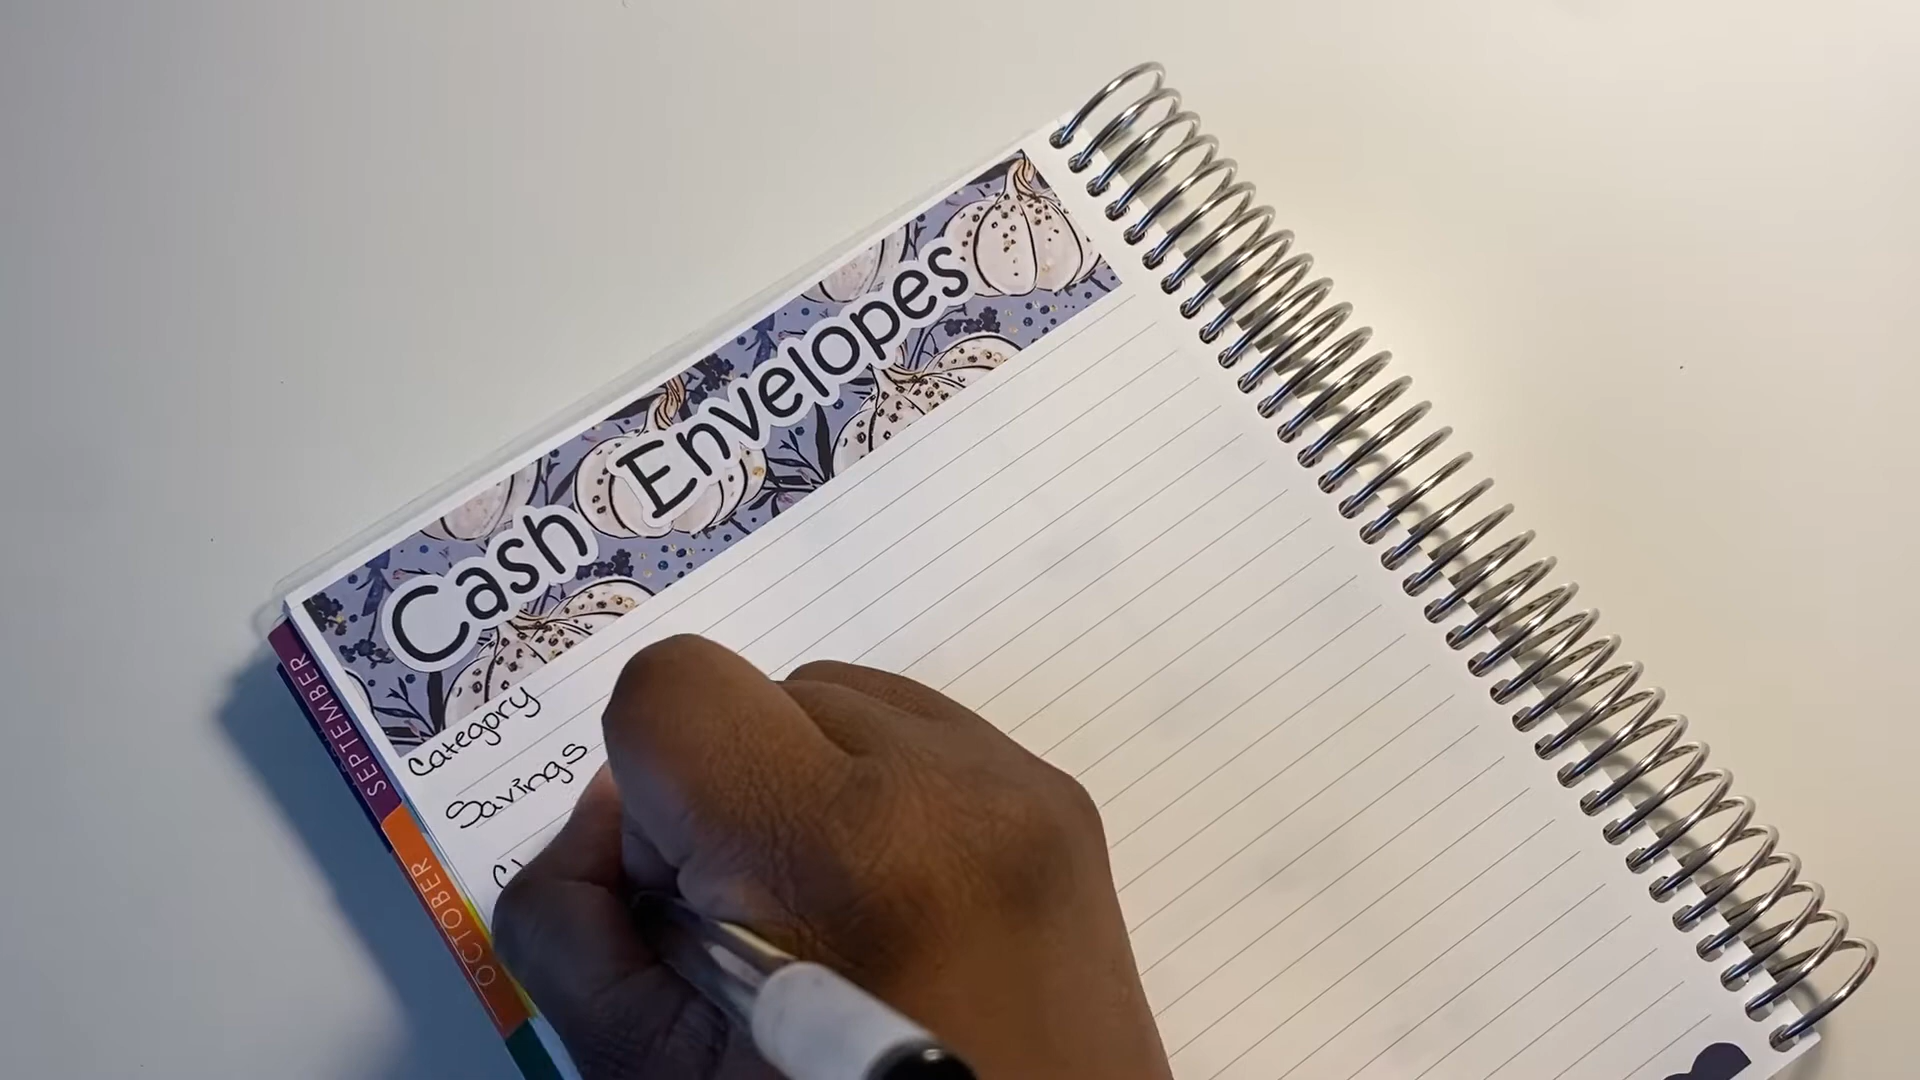 Cash Envelopes
Category
Savings
SEPTEMBER
OCTOBER